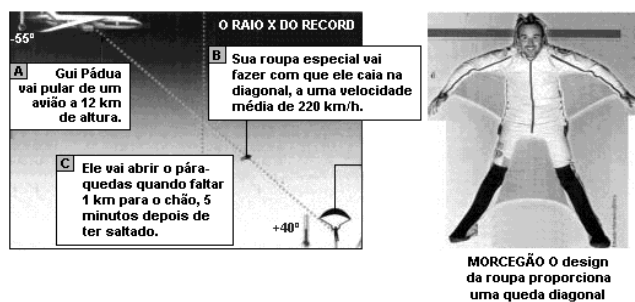 O RAIO X DO RECORD
-55º
A
Gui Pádua
vai pular de um
avião a 12 km
de altura.
B
Sua roupa especial vai
fazer com que ele caia na
diagonal, a uma velocidade
média de 220 km/h.
C
Ele vai abrir o pára-
quedas quando faltar
1 km para o chão, 5
minutos depois de
ter saltado.
+40º
MORCEGÃO O design
da roupa proporciona
uma queda diagonal